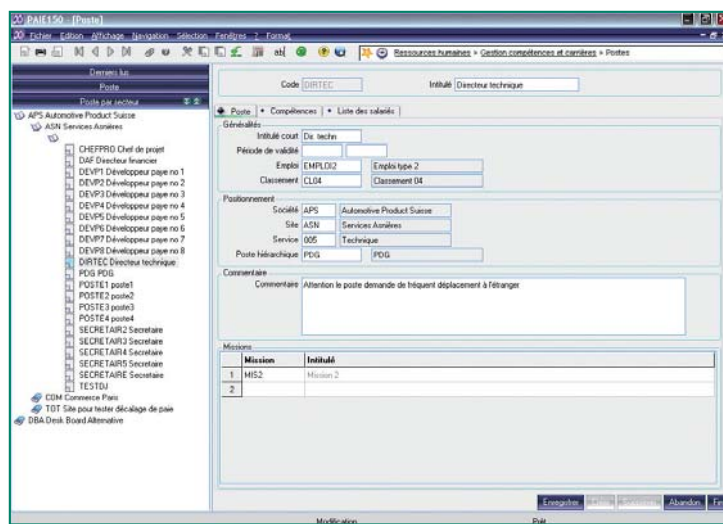 PAIE150 - [Poste]
Fichier Edition Affichage Navigation Sélection Fenêtres ? Format
Ressources humaines > Gestion compétences et carrières > Postes
Derniers lus
Poste
Poste par secteur
APS Automotive Product Suisse
ASN Services Asnières
CHEFPRO Chef de projet
DAF Directeur financier
DEVP1 Développeur paye no 1
DEVP2 Développeur paye no 2
DEVP3 Développeur paye no 3
DEVP4 Développeur paye no 4
DEVP5 Développeur paye no 5
DEVP6 Développeur paye no 6
DEVP7 Développeur paye no 7
DEVP8 Développeur paye no 8
DIRTEC Directeur technique
PDG PDG
POSTE1 poste1
POSTE2 poste2
POSTE3 poste3
POSTE4 poste4
SECRETAIR2 Secretaire
SECRETAIR3 Secretaire
SECRETAIR4 Secretaire
SECRETAIR5 Secretaire
SECRETAIRE Secretaire
TESTDJ
COM Commerce Paris
TOT Site pour tester décalage de paie
DBA Desk Board Alternative
Code DIRTEC Intitulé Directeur technique
Poste Compétences Liste des salariés
Généralités
Intitulé court Dir. techn
Période de validité
Emploi EMPLOI2 Emploi type 2
Classement CL04 Classement 04
Positionnement
Société APS Automotive Product Suisse
Site ASN Services Asnières
Service 005 Technique
Poste hiérarchique PDG PDG
Commentaire
Commentaire Attention le poste demande de fréquent déplacement à l'étranger
Missions
Mission Intitulé
1 MIS2 Mission 2
2
Enregistrer Abandon
Modification Prêt